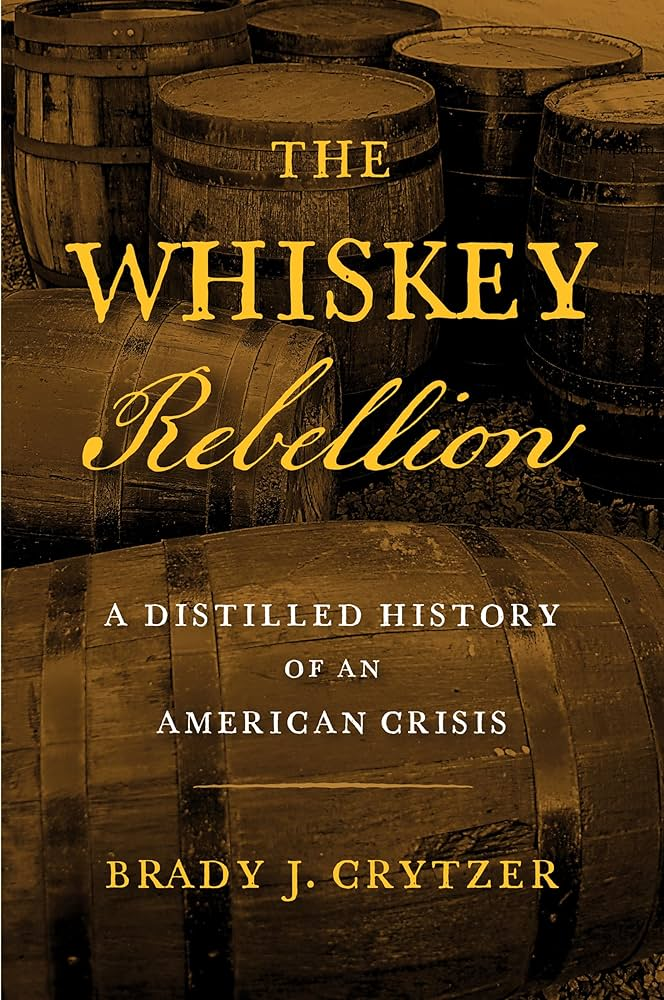 THE
WHISKEY
Rebellion
A DISTILLED HISTORY
OF AN
AMERICAN CRISIS
BRADY J. CRYTZER